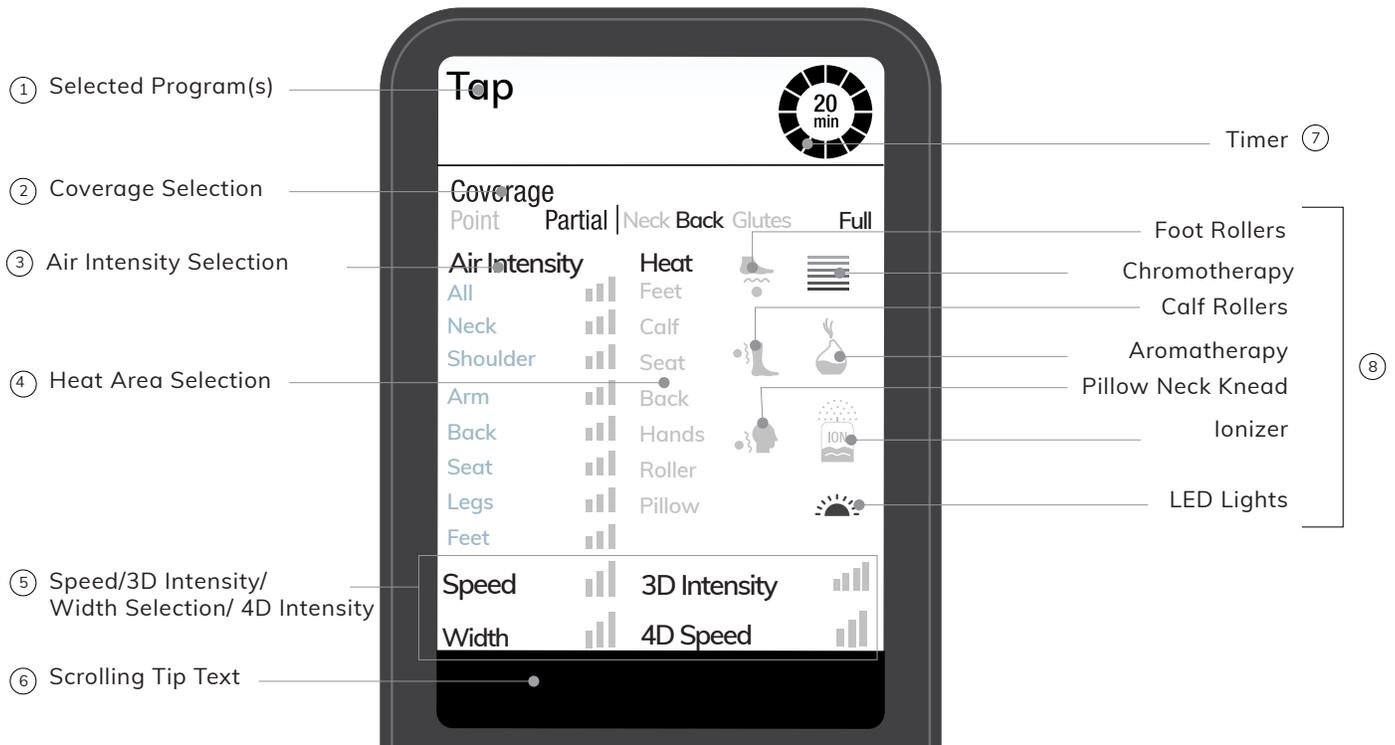 1 Selected Program(s)
Tap
20
min
Timer 7
2 Coverage Selection
Coverage
Point Partial Neck Back Glutes Full
3 Air Intensity Selection
Air Intensity
All
Neck
Shoulder
Arm
Back
Seat
Legs
Feet
4 Heat Area Selection
Heat
Feet
Calf
Seat
Back
Hands
Roller
Pillow
ION
Foot Rollers
Chromotherapy
Calf Rollers
Aromatherapy
Pillow Neck Knead
Ionizer
LED Lights
8
5 Speed/3D Intensity/
Width Selection/ 4D Intensity
Speed 3D Intensity
Width 4D Speed
6 Scrolling Tip Text